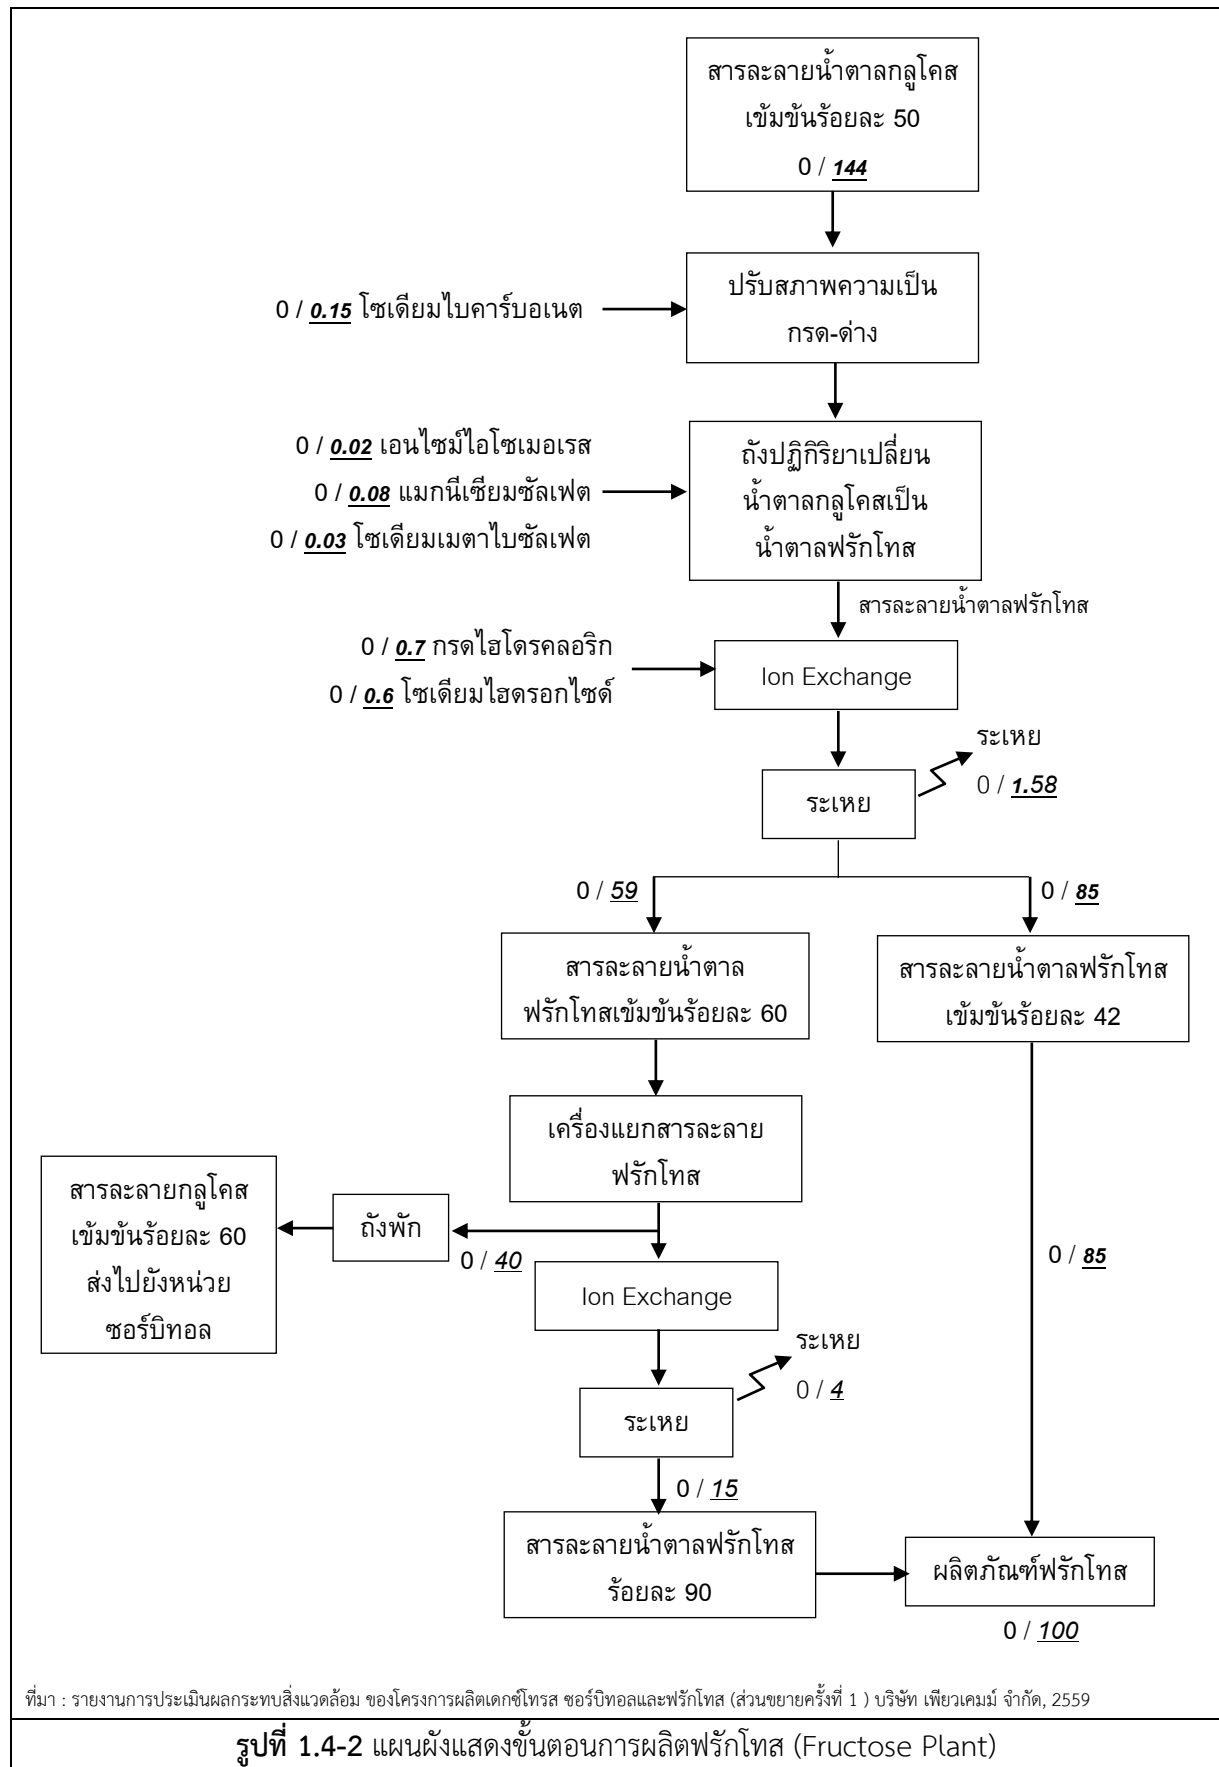 สารละลายน้ำตาลกลูโคส
เข้มข้นร้อยละ 50
0 / 144
ปรับสภาพความเป็น
กรด-ด่าง
0 / 0.15 โซเดียมไบคาร์บอเนต
0 / 0.02 เอนไซม์ไอโซเมอเรส
0 / 0.08 แมกนีเซียมซัลเฟต
0 / 0.03 โซเดียมเมตาไบซัลเฟต
ถังปฏิกิริยาเปลี่ยน
น้ำตาลกลูโคสเป็น
น้ำตาลฟรักโทส
สารละลายน้ำตาลฟรักโทส
0 / 0.7 กรดไฮโดรคลอริก
0 / 0.6 โซเดียมไฮดรอกไซด์
Ion Exchange
ระเหย
0 / 1.58
ระเหย
0 / 59
0 / 85
สารละลายน้ำตาล
ฟรักโทสเข้มข้นร้อยละ 60
สารละลายน้ำตาลฟรักโทส
เข้มข้นร้อยละ 42
เครื่องแยกสารละลาย
ฟรักโทส
สารละลายกลูโคส
เข้มข้นร้อยละ 60
ส่งไปยังหน่วย
ซอร์บิทอล
ถังพัก
0 / 40
0 / 85
Ion Exchange
ระเหย
0 / 4
ระเหย
0 / 15
สารละลายน้ำตาลฟรักโทส
ร้อยละ 90
ผลิตภัณฑ์ฟรักโทส
0 / 100
ที่มา : รายงานการประเมินผลกระทบสิ่งแวดล้อม ของโครงการผลิตเดกซ์โทรส ซอร์บิทอลและฟรักโทส (ส่วนขยายครั้งที่ 1 ) บริษัท เพียวเคมม์ จำกัด, 2559
รูปที่ 1.4-2 แผนผังแสดงขั้นตอนการผลิตฟรักโทส (Fructose Plant)